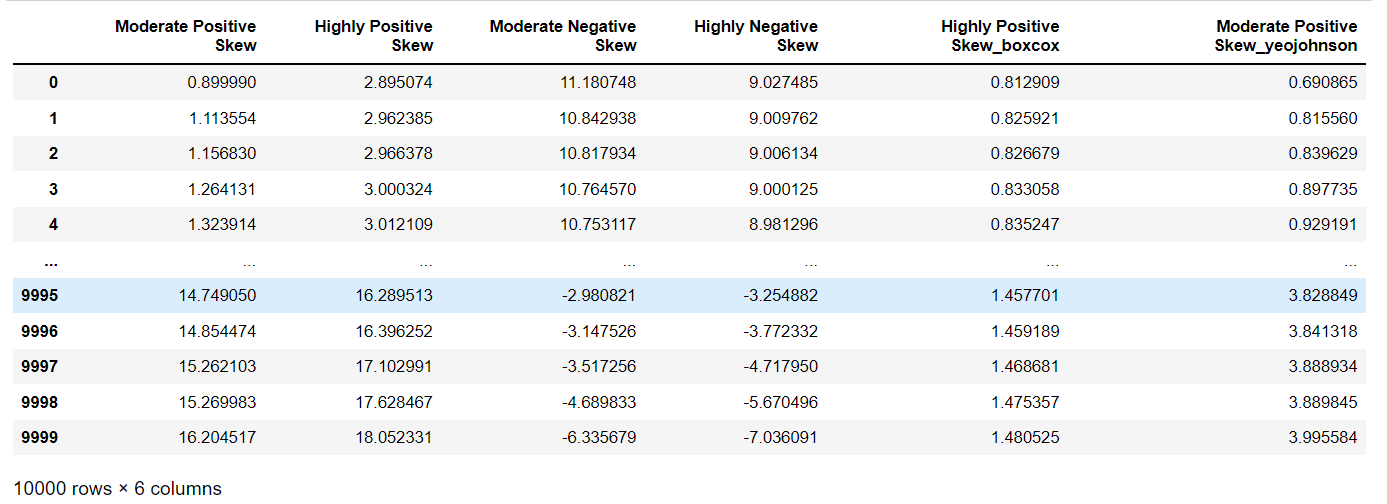 Moderate Positive Skew Highly Positive Skew Moderate Negative Skew Highly Negative Skew Highly Positive Skew_boxcox Moderate Positive Skew_yeojohnson
0 0.899990 2.895074 11.180748 9.027485 0.812909 0.690865
1 1.113554 2.962385 10.842938 9.009762 0.825921 0.815560
2 1.156830 2.966378 10.817934 9.006134 0.826679 0.839629
3 1.264131 3.000324 10.764570 9.000125 0.833058 0.897735
4 1.323914 3.012109 10.753117 8.981296 0.835247 0.929191
... ... ... ... ... ... ...
9995 14.749050 16.289513 -2.980821 -3.254882 1.457701 3.828849
9996 14.854474 16.396252 -3.147526 -3.772332 1.459189 3.841318
9997 15.262103 17.102991 -3.517256 -4.717950 1.468681 3.888934
9998 15.269983 17.628467 -4.689833 -5.670496 1.475357 3.889845
9999 16.204517 18.052331 -6.335679 -7.036091 1.480525 3.995584
10000 rows × 6 columns